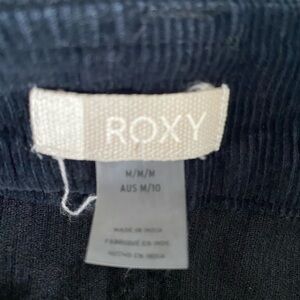 ROXY
M/M/M
AUS M/10
MADE IN INDIA
FABRIQUÉ EN INDE
HECHO EN INDIA